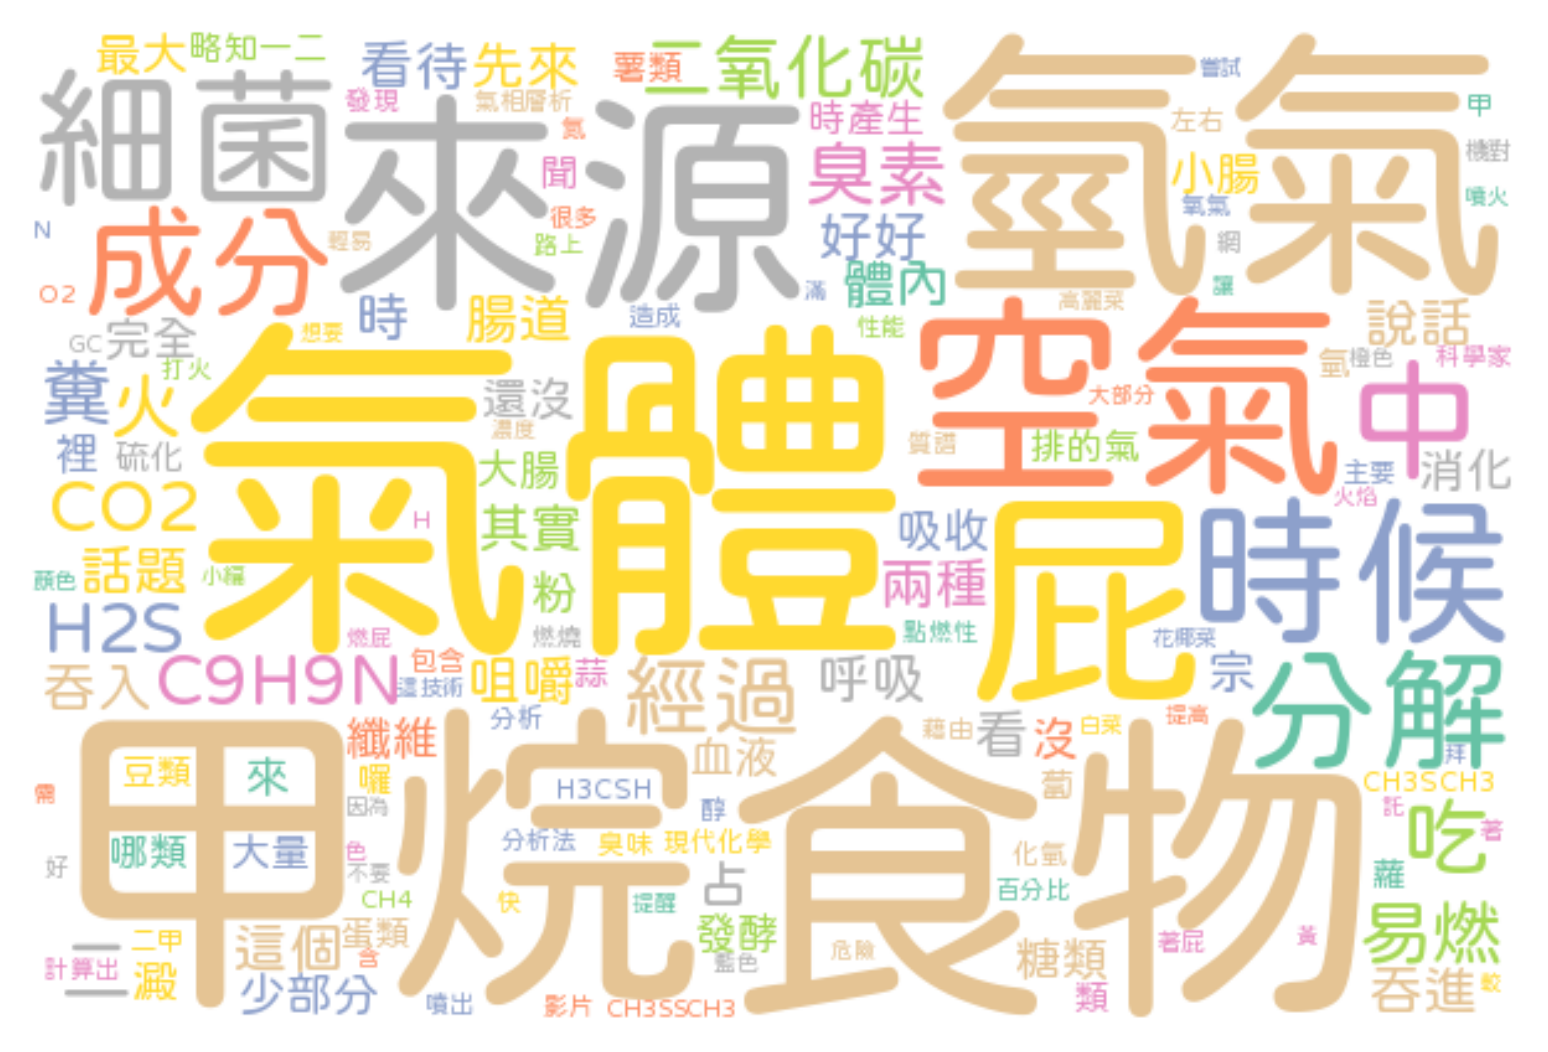 最大
略知一二
看待
先來
薯類
二氧化碳
氫氣
嘗試
細菌
來源
發現
氣相層析
氮
時產生
左右
甲
聞
臭素
小腸
機對
噴火
N
成分
輕易
很多
路上
好好
氧氣
網
O2
時
腸道
造成
滿
體內
高麗菜
讓
GC
完全
想要
性能
空氣
說話
糞
火
打火
氣體
還沒
濃度
大部分
氫
橙色
科學家
中
裡
硫化
大腸
質譜
排的氣
主要
消化
火焰
CO2
H
其實
吸收
屁
時候
顏色
話題
小編
粉
兩種
H2S
燃屁
燃燒
點燃性
花椰菜
吞入
C9H9N
包含
這技術
咀嚼
蒜
經過
呼吸
宗
分解
甲烷
纖維
分析
血液
藉由
看
沒
白菜
提高
拜
食物
豆類
來
囉
H3CSH
醇
蔔
CH3SCH3
需
因為
託
吃
著
哪類
大量
色
分析法
臭味
現代化學
化氫
好
不要
CH4
快
提醒
占
百分比
蘿
二甲
這個
蛋類
發酵
危險
著屁
黃
易燃
計算出
二
澱
含
藍色
糖類
少部分
噴出
影片
CH3SSCH3
類
吞進
較